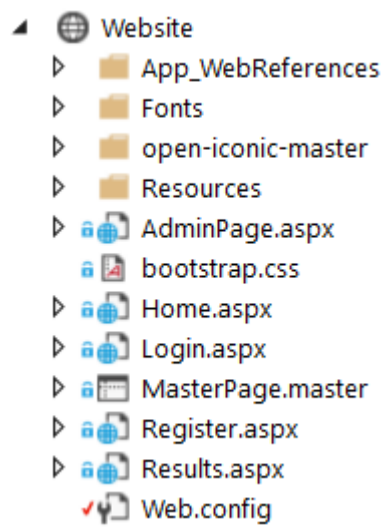 Website
App_WebReferences
Fonts
open-iconic-master
Resources
AdminPage.aspx
bootstrap.css
Home.aspx
Login.aspx
MasterPage.master
Register.aspx
Results.aspx
Web.config